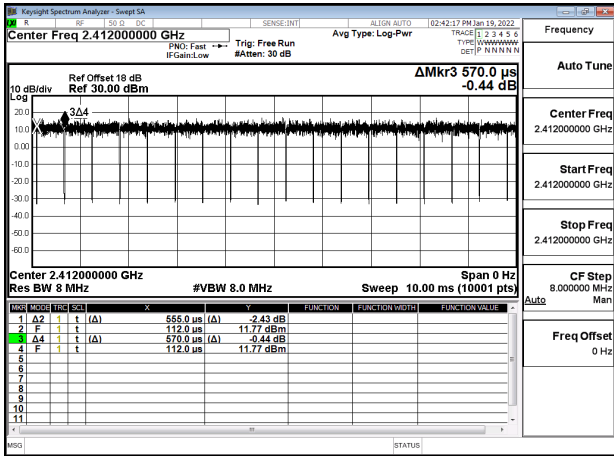 Keysight Spectrum Analyzer - Swept SA
R RF 50 Ω DC SENSE:INT ALIGN AUTO 02:42:17 PM Jan 19, 2022
Center Freq 2.412000000 GHz
PNO: Fast Trig: Free Run
IFGain:Low #Atten: 30 dB
Avg Type: Log-Pwr
TRACE 1 2 3 4 5 6
TYPE WWWWWW
DET P N N N N N
Ref Offset 18 dB
10 dB/div Ref 30.00 dBm
ΔMkr3 570.0 µs
-0.44 dB
Log
20.0
10.0
0.00
-10.0
-20.0
-30.0
-40.0
-50.0
-60.0
3Δ4
Center 2.412000000 GHz Span 0 Hz
Res BW 8 MHz #VBW 8.0 MHz Sweep 10.00 ms (10001 pts)
MKR MODE TRC SCL X Y FUNCTION FUNCTION WIDTH FUNCTION VALUE
1 Δ2 1 t (Δ) 555.0 µs (Δ) -2.43 dB
2 F 1 t 112.0 µs 11.77 dBm
3 Δ4 1 t (Δ) 570.0 µs (Δ) -0.44 dB
4 F 1 t 112.0 µs 11.77 dBm
5
6
7
8
9
10
11
MSG STATUS
Frequency
Auto Tune
Center Freq
2.412000000 GHz
Start Freq
2.412000000 GHz
Stop Freq
2.412000000 GHz
CF Step
8.000000 MHz
Auto Man
Freq Offset
0 Hz